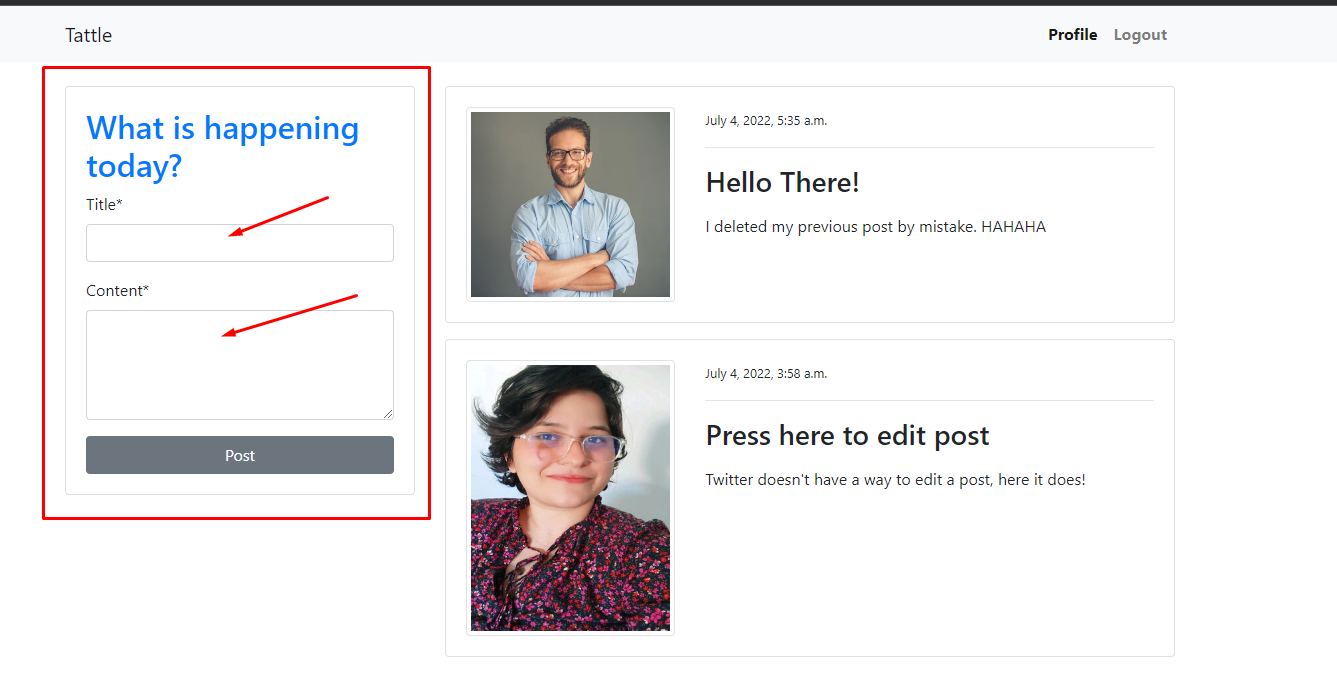 Tattle
Profile Logout
What is happening
today?
Title*
Content*
Post
July 4, 2022, 5:35 a.m.
Hello There!
I deleted my previous post by mistake. HAHAHA
July 4, 2022, 3:58 a.m.
Press here to edit post
Twitter doesn't have a way to edit a post, here it does!